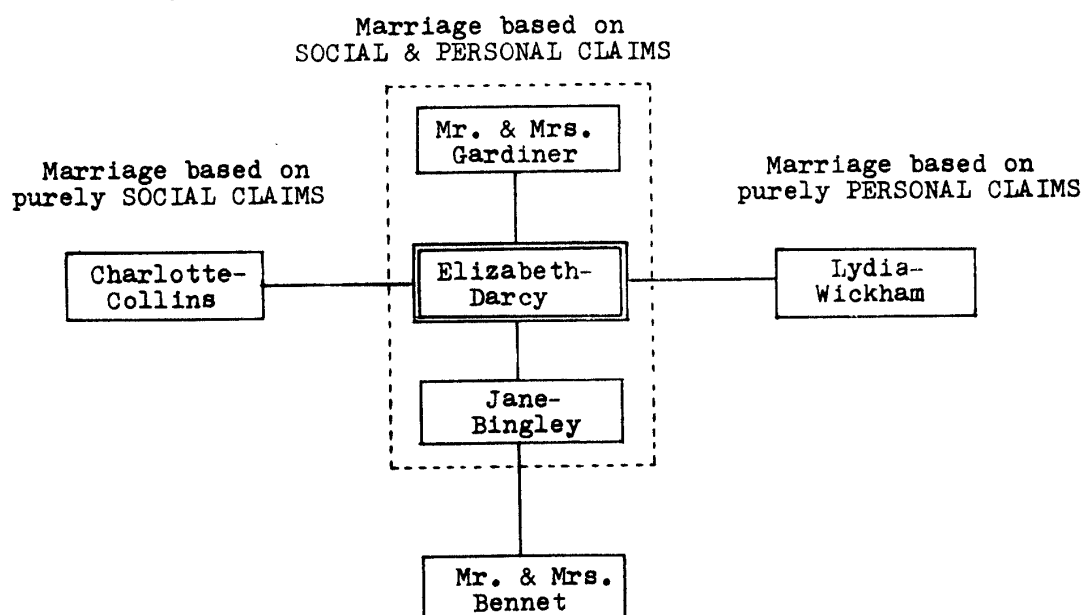 Marriage based on
SOCIAL & PERSONAL CLAIMS
Mr. & Mrs.
Gardiner
Marriage based on
purely SOCIAL CLAIMS
Marriage based on
purely PERSONAL CLAIMS
Charlotte-
Collins
Elizabeth-
Darcy
Lydia-
Wickham
Jane-
Bingley
Mr. & Mrs.
Bennet